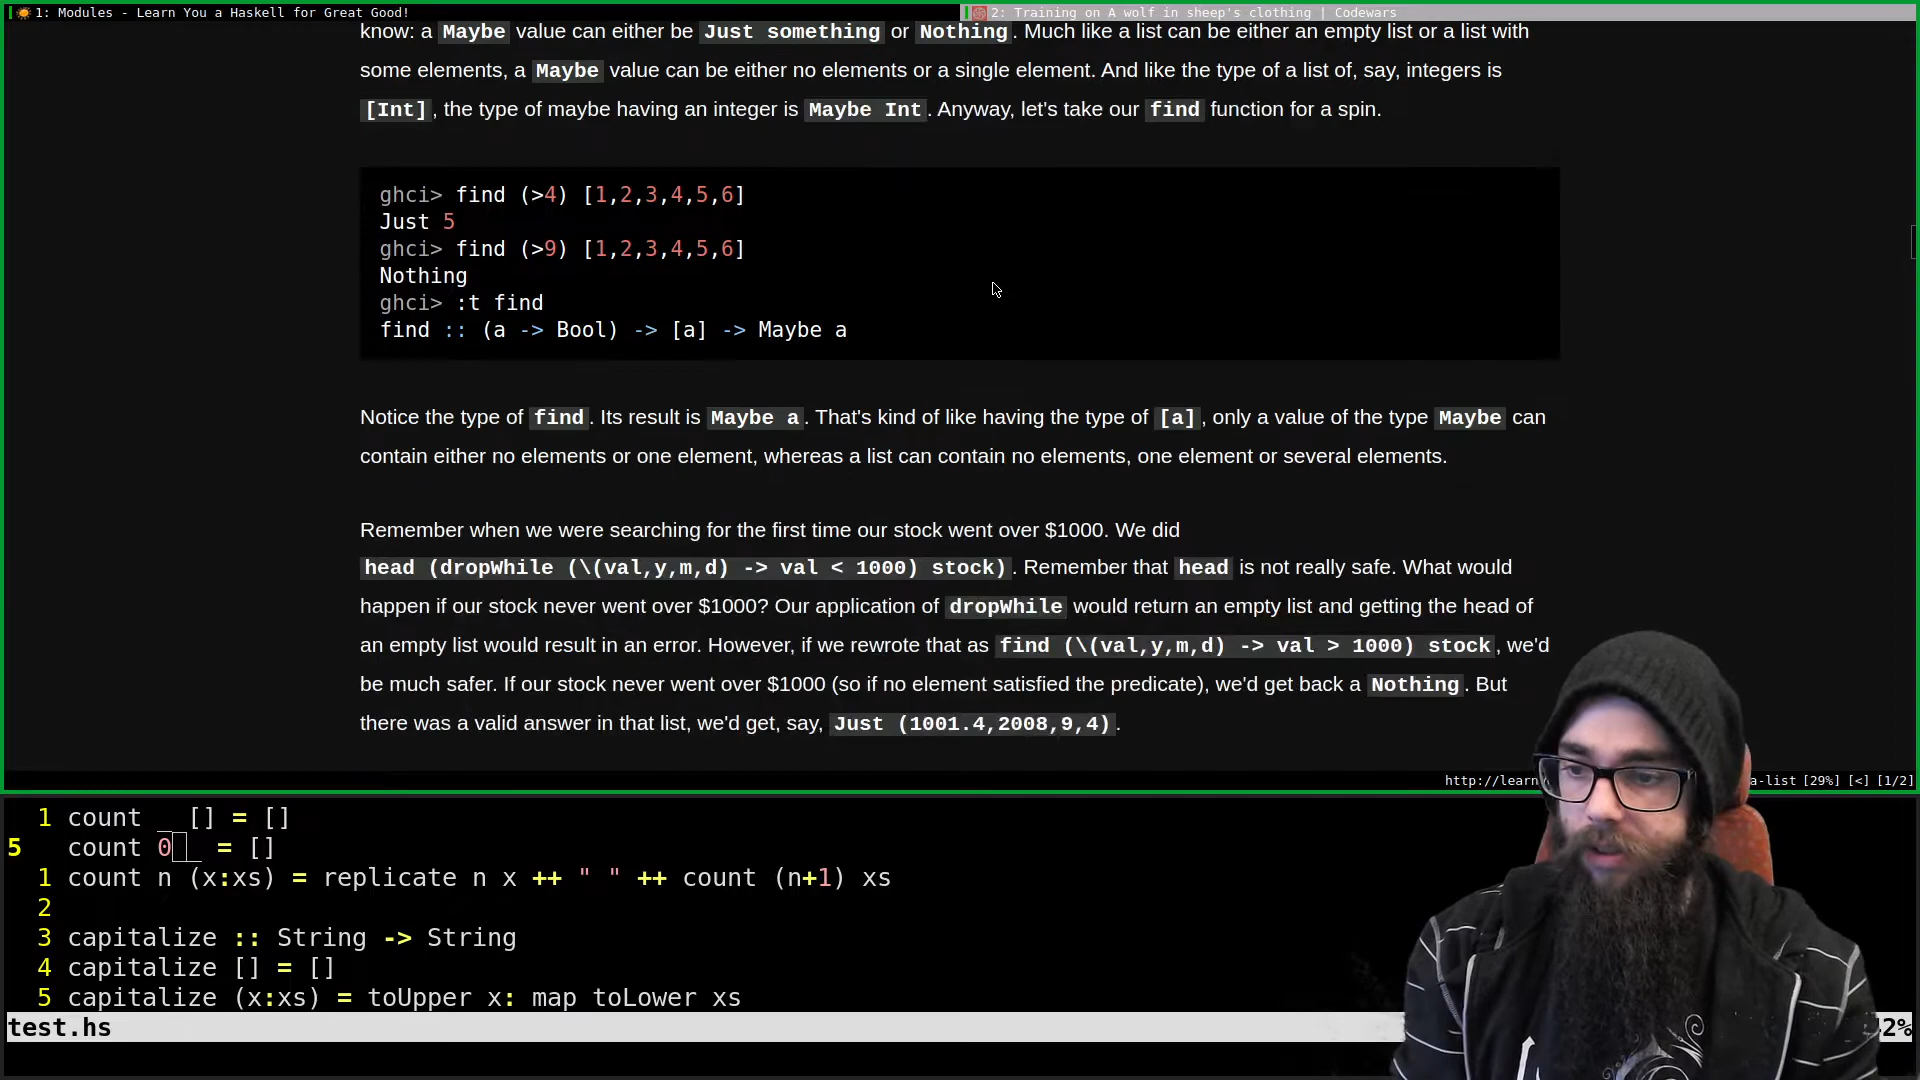 1: Modules - Learn You a Haskell for Great Good!
2: Training on A wolf in sheep's clothing | Codewars
know: a Maybe value can either be Just something or Nothing. Much like a list can be either an empty list or a list with
some elements, a Maybe value can be either no elements or a single element. And like the type of a list of, say, integers is
[Int], the type of maybe having an integer is Maybe Int. Anyway, let's take our find function for a spin.
ghci> find (>4) [1,2,3,4,5,6]
Just 5
ghci> find (>9) [1,2,3,4,5,6]
Nothing
ghci> :t find
find :: (a -> Bool) -> [a] -> Maybe a
Notice the type of find. Its result is Maybe a. That's kind of like having the type of [a], only a value of the type Maybe can
contain either no elements or one element, whereas a list can contain no elements, one element or several elements.
Remember when we were searching for the first time our stock went over $1000. We did
head (dropWhile (\(val,y,m,d) -> val < 1000) stock). Remember that head is not really safe. What would
happen if our stock never went over $1000? Our application of dropWhile would return an empty list and getting the head of
an empty list would result in an error. However, if we rewrote that as find (\(val,y,m,d) -> val > 1000) stock, we'd
be much safer. If our stock never went over $1000 (so if no element satisfied the predicate), we'd get back a Nothing. But
there was a valid answer in that list, we'd get, say, Just (1001.4,2008,9,4).
http://learn a-list [29%] [<] [1/2]
1 count _ [] = []
5 count 0 _ = []
1 count n (x:xs) = replicate n x ++ " " ++ count (n+1) xs
2
3 capitalize :: String -> String
4 capitalize [] = []
5 capitalize (x:xs) = toUpper x: map toLower xs
test.hs 2%